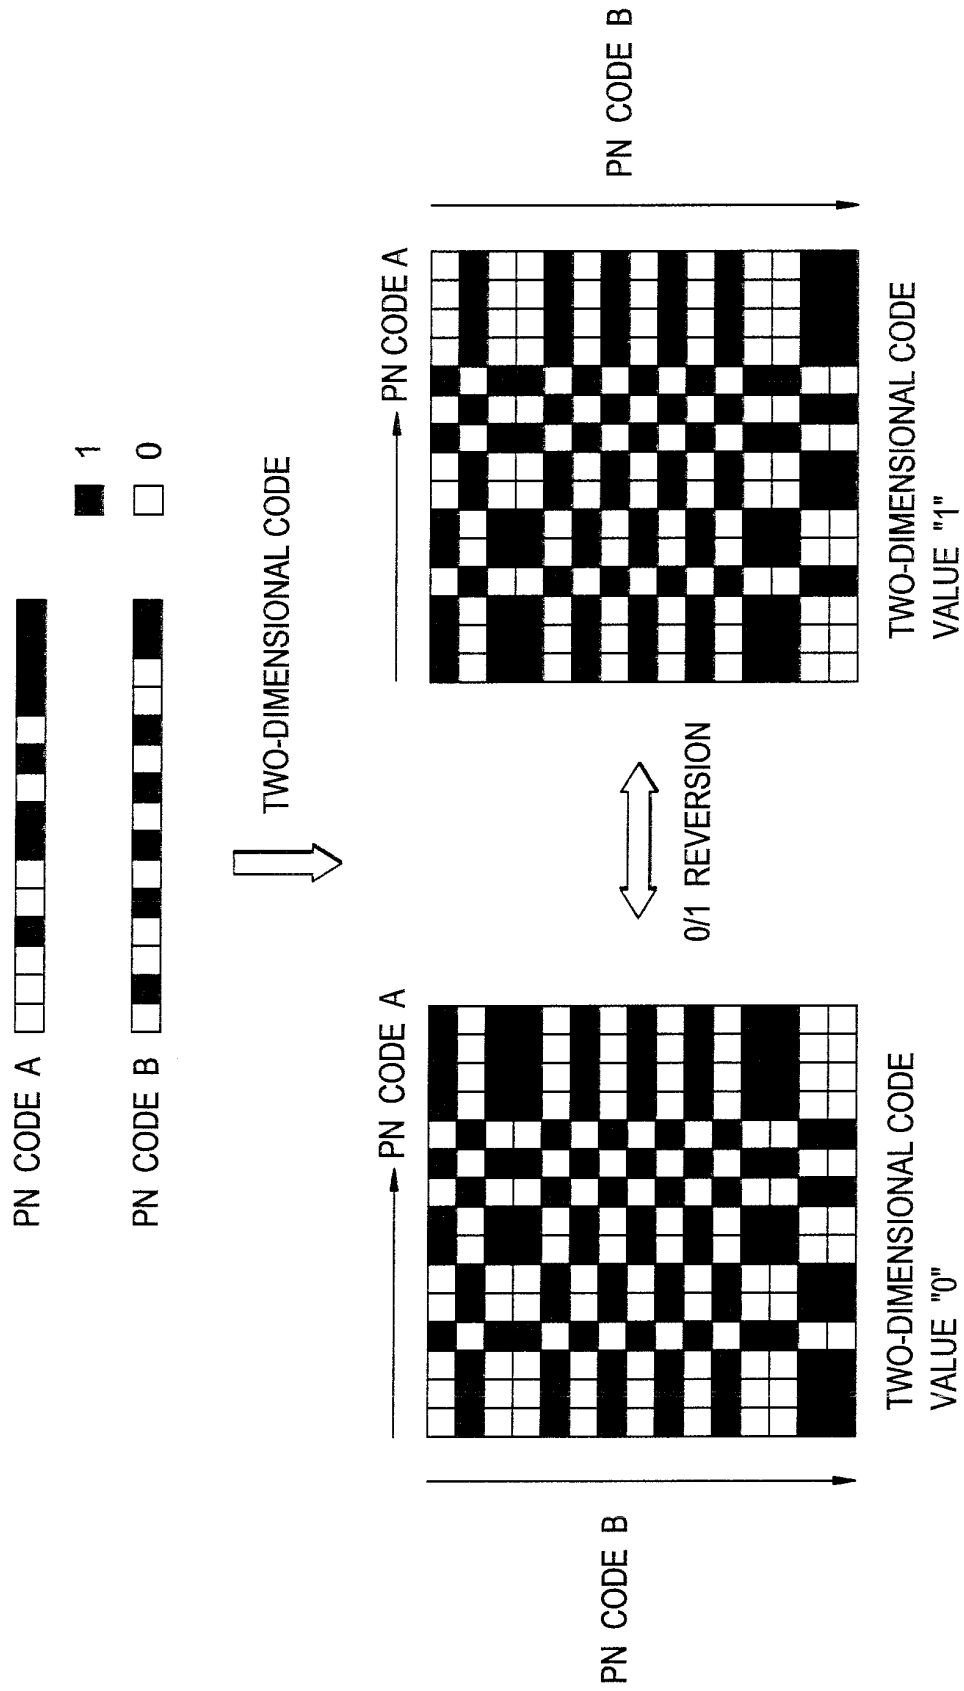 PN CODE A
1
PN CODE B
0
TWO-DIMENSIONAL CODE
PN CODE A
PN CODE A
PN CODE B
0/1 REVERSION
PN CODE B
TWO-DIMENSIONAL CODE
VALUE "0"
TWO-DIMENSIONAL CODE
VALUE "1"